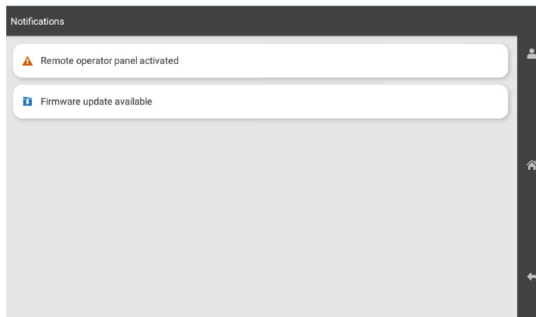 Notifications
Remote operator panel activated
Firmware update available